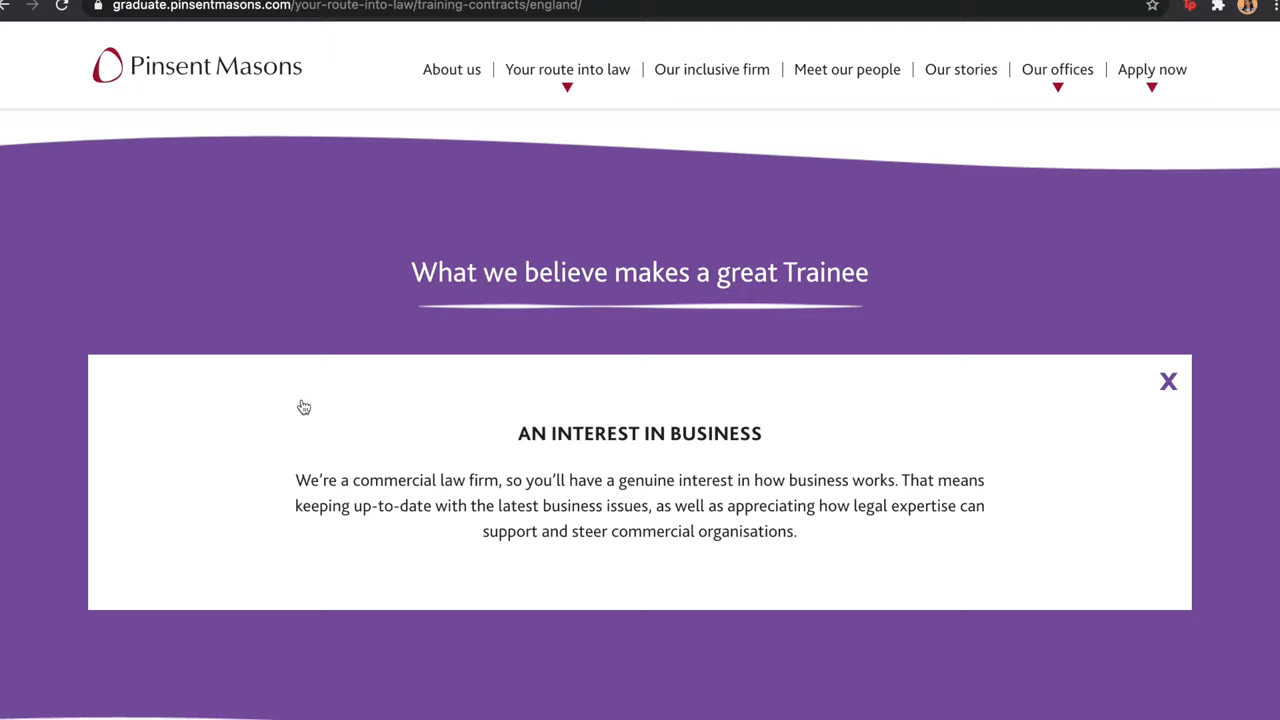 graduate.pinsentmasons.com/your-route-into-law/training-contracts/england/
Pinsent Masons
About us | Your route into law | Our inclusive firm | Meet our people | Our stories | Our offices | Apply now
What we believe makes a great Trainee
X
AN INTEREST IN BUSINESS
We’re a commercial law firm, so you’ll have a genuine interest in how business works. That means
keeping up-to-date with the latest business issues, as well as appreciating how legal expertise can
support and steer commercial organisations.